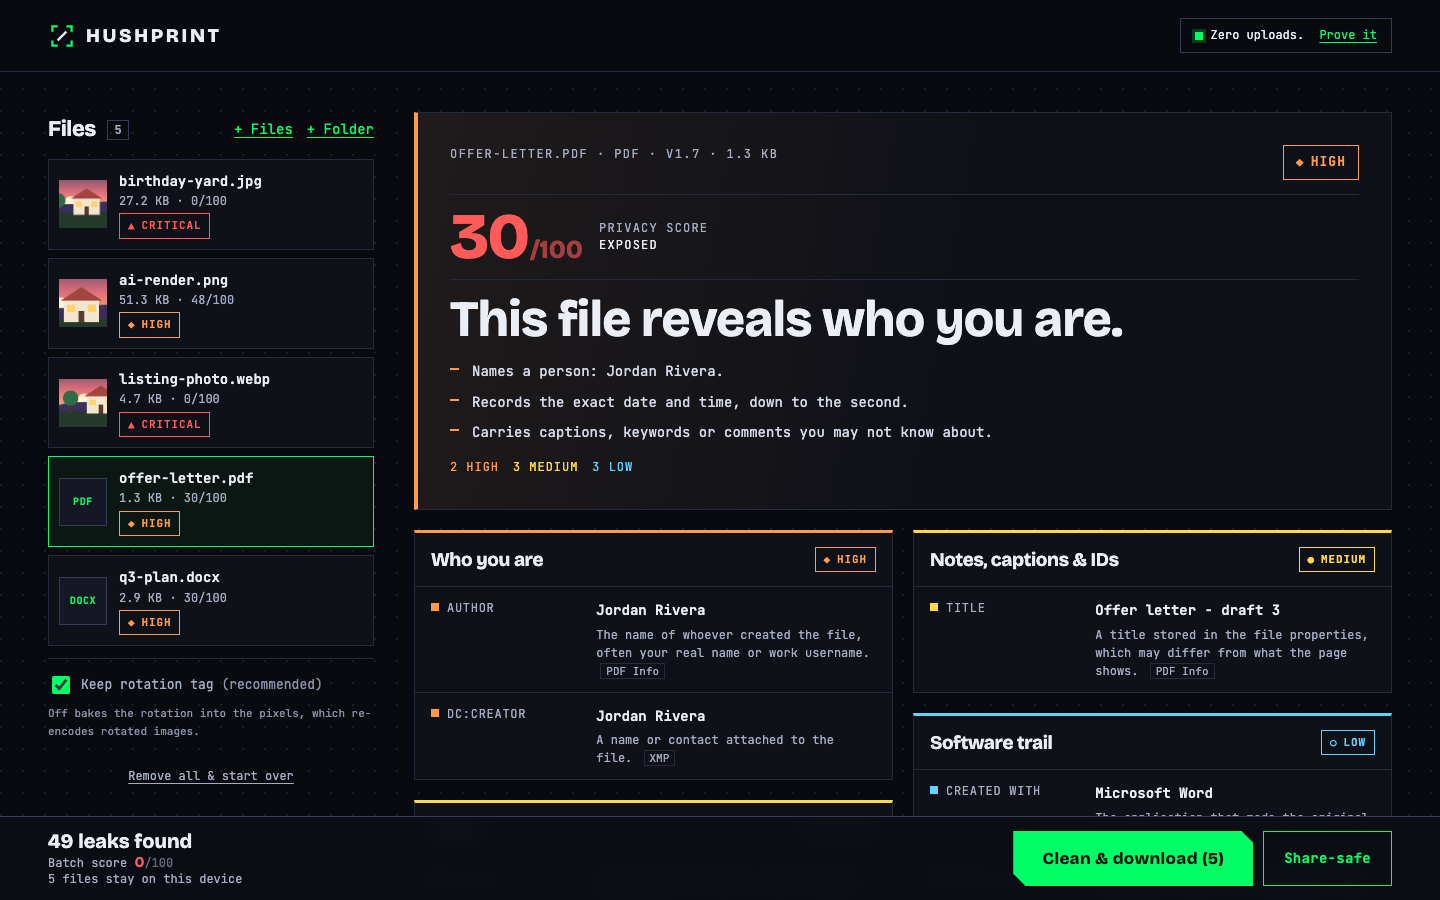 HUSHPRINT
Zero uploads. Prove it
Files 5
+ Files + Folder
birthday-yard.jpg
27.2 KB · 0/100
▲ CRITICAL
ai-render.png
51.3 KB · 48/100
◆ HIGH
listing-photo.webp
4.7 KB · 0/100
▲ CRITICAL
PDF
offer-letter.pdf
1.3 KB · 30/100
◆ HIGH
DOCX
q3-plan.docx
2.9 KB · 30/100
◆ HIGH
Keep rotation tag (recommended)
Off bakes the rotation into the pixels, which re-
encodes rotated images.
Remove all & start over
OFFER-LETTER.PDF · PDF · V1.7 · 1.3 KB
◆ HIGH
30/100
PRIVACY SCORE
EXPOSED
This file reveals who you are.
Names a person: Jordan Rivera.
Records the exact date and time, down to the second.
Carries captions, keywords or comments you may not know about.
2 HIGH 3 MEDIUM 3 LOW
Who you are
◆ HIGH
AUTHOR
Jordan Rivera
The name of whoever created the file,
often your real name or work username.
PDF Info
DC:CREATOR
Jordan Rivera
A name or contact attached to the
file. XMP
Notes, captions & IDs
● MEDIUM
TITLE
Offer letter - draft 3
A title stored in the file properties,
which may differ from what the page
shows. PDF Info
Software trail
○ LOW
CREATED WITH
Microsoft Word
The application that made the original
49 leaks found
Batch score 0/100
5 files stay on this device
Clean & download (5)
Share-safe